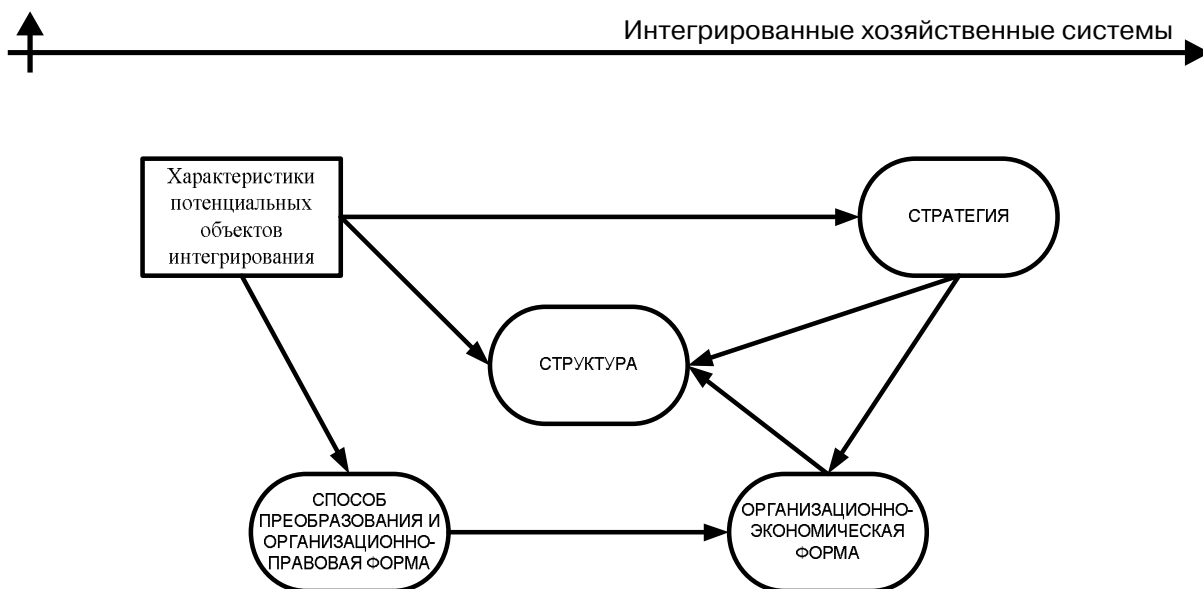 Интегрированные хозяйственные системы
Характеристики
потенциальных
объектов
интегрирования
СТРАТЕГИЯ
СТРУКТУРА
СПОСОБ
ПРЕОБРАЗОВАНИЯ И
ОРГАНИЗАЦИОННО-
ПРАВОВАЯ ФОРМА
ОРГАНИЗАЦИОННО-
ЭКОНОМИЧЕСКАЯ
ФОРМА